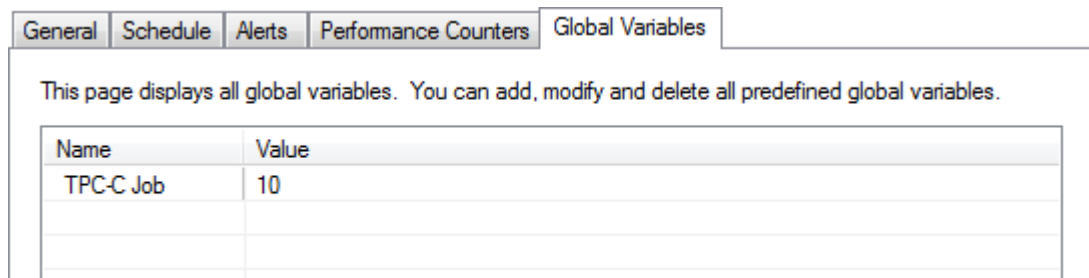 General Schedule Alerts Performance Counters Global Variables
This page displays all global variables. You can add, modify and delete all predefined global variables.
Name Value
TPC-C Job 10